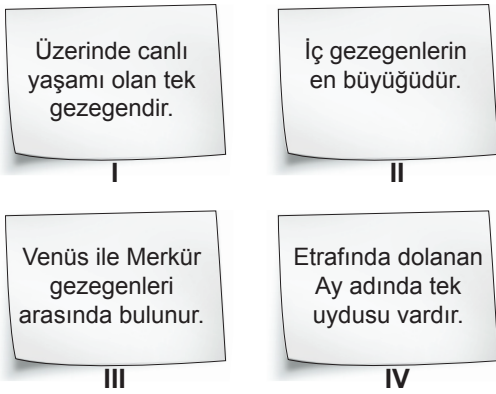 Üzerinde canlı
yaşamı olan tek
gezegendir.
I
İç gezegenlerin
en büyüğüdür.
II
Venüs ile Merkür
gezegenleri
arasında bulunur.
III
Etrafında dolanan
Ay adında tek
uydusu vardır.
IV